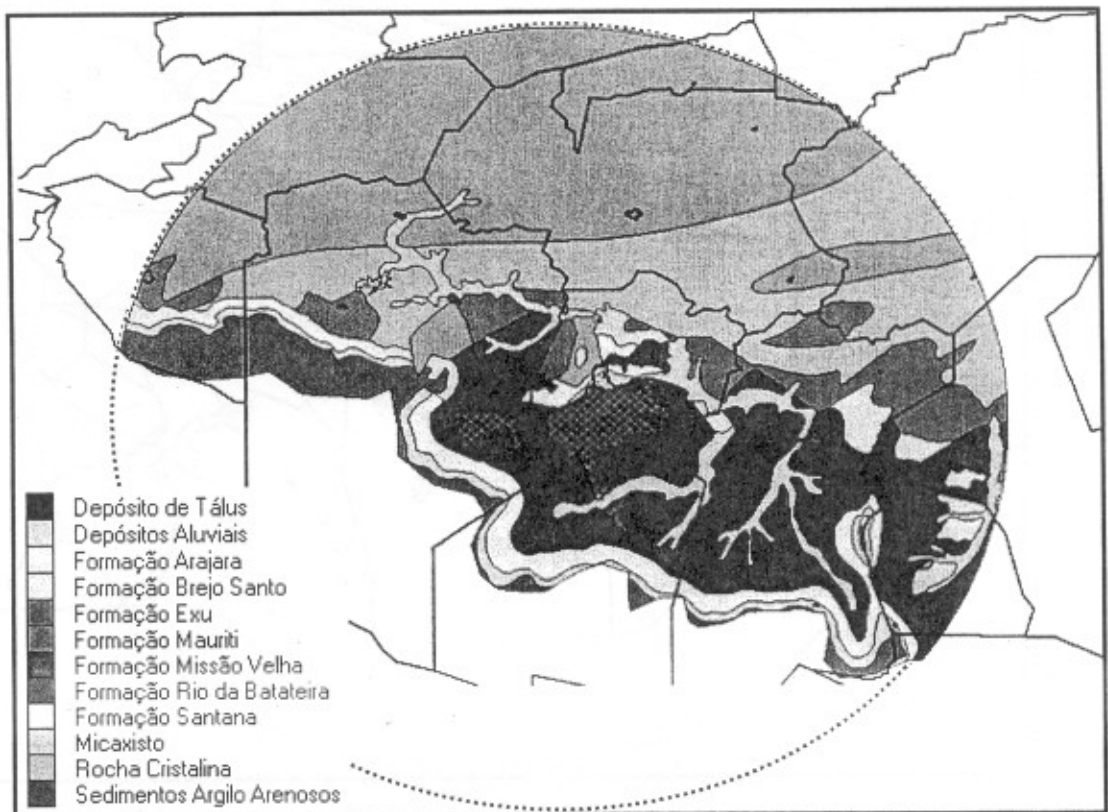 Depósito de Tálus
Depósitos Aluviais
Formação Arajara
Formação Brejo Santo
Formação Exu
Formação Mauriti
Formação Missão Velha
Formação Rio da Batateira
Formação Santana
Micaxisto
Rocha Cristalina
Sedimentos Argilo Arenosos